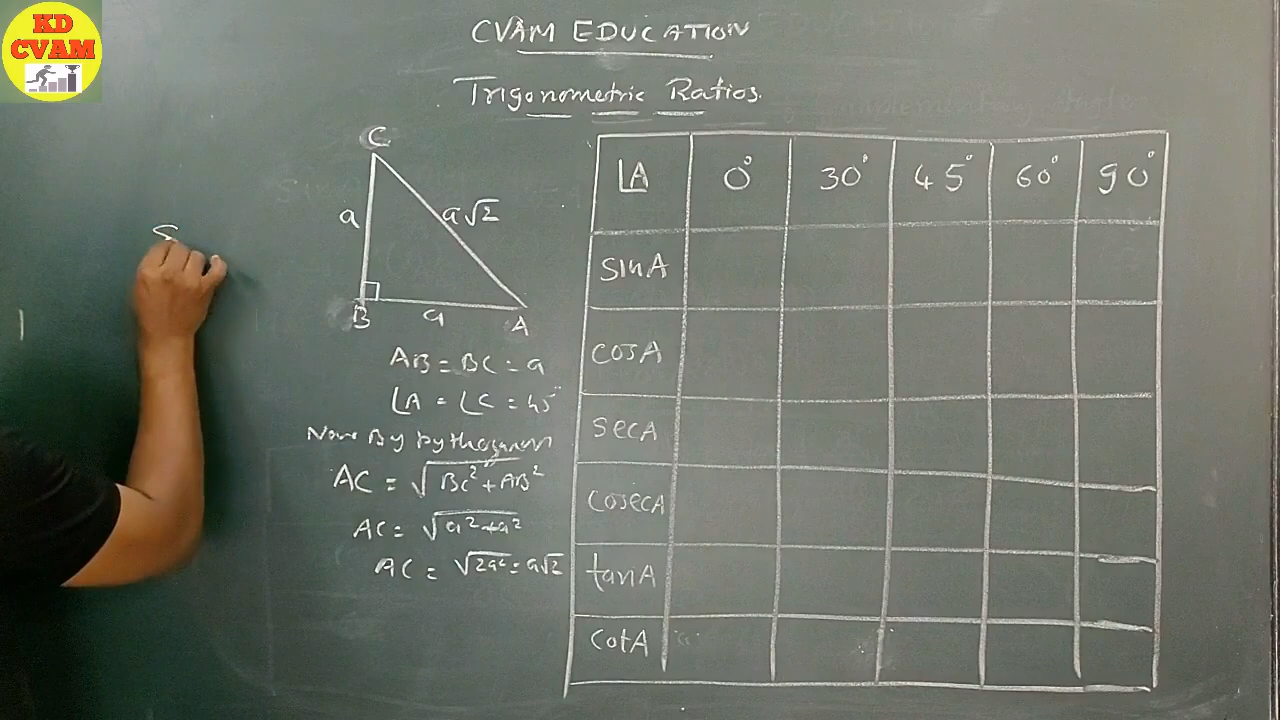 KD
CVAM
CVAM EDUCATION
Trigonometric Ratios.
C
a
a√2
B
a
A
AB = BC = a
∠A = ∠C = 45°
Now By pythagoras
AC = √BC²+AB²
AC = √a²+a²
AC = √2a² = a√2
S
∠A 0° 30° 45° 60° 90°
sinA
cosA
secA
cosecA
tanA
cotA